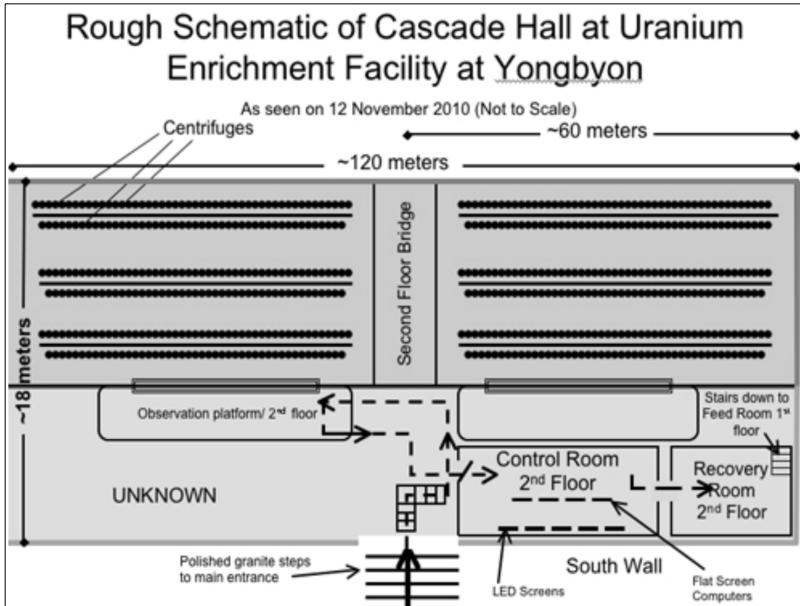 Rough Schematic of Cascade Hall at Uranium
Enrichment Facility at Yongbyon
As seen on 12 November 2010 (Not to Scale)
Centrifuges
~60 meters
~120 meters
~18 meters
Second Floor Bridge
Observation platform/ 2nd floor
Stairs down to
Feed Room 1st
floor
Control Room
2nd Floor
Recovery
Room
2nd Floor
UNKNOWN
Polished granite steps
to main entrance
South Wall
LED Screens
Flat Screen
Computers